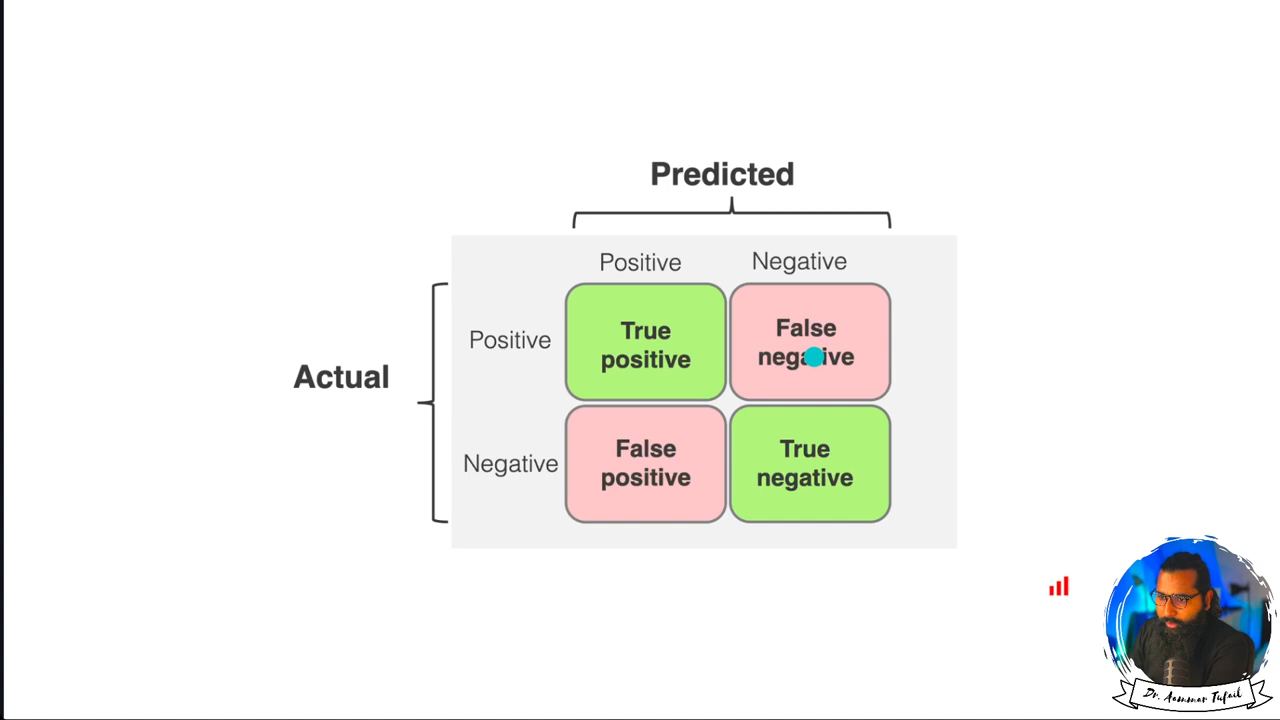 Predicted
Positive Negative
Actual
Positive
True
positive
False
negative
Negative
False
positive
True
negative
Dr. Aammar Tufail